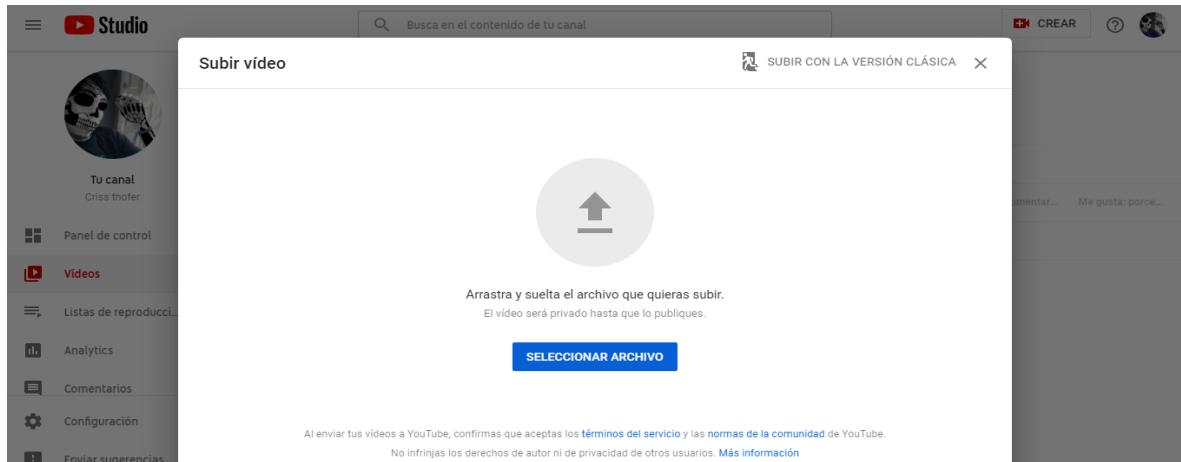 Studio
Busca en el contenido de tu canal
CREAR
Subir vídeo
SUBIR CON LA VERSIÓN CLÁSICA
Tu canal
Criss thofer
Panel de control
Vídeos
Listas de reproducci...
Analytics
Comentarios
Configuración
Enviar sugerencias
Arrastra y suelta el archivo que quieras subir.
El vídeo será privado hasta que lo publiques.
SELECCIONAR ARCHIVO
Al enviar tus vídeos a YouTube, confirmas que aceptas los términos del servicio y las normas de la comunidad de YouTube.
No infrinjas los derechos de autor ni de privacidad de otros usuarios. Más información
omentar... Me gusta: porce...